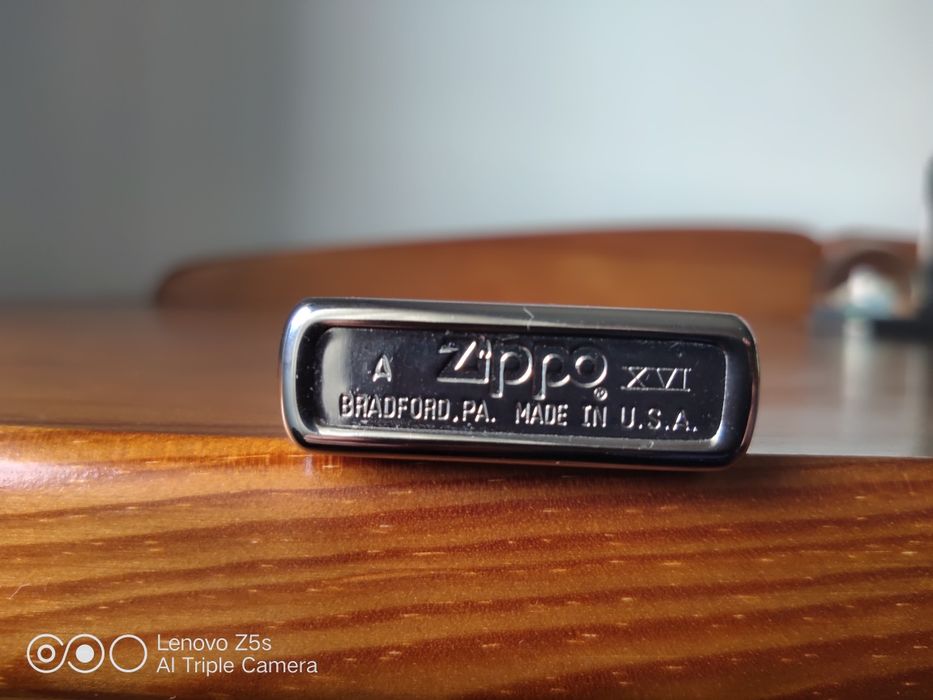 A Zippo ® XVI
BRADFORD, PA. MADE IN U.S.A.
Lenovo Z5s
AI Triple Camera